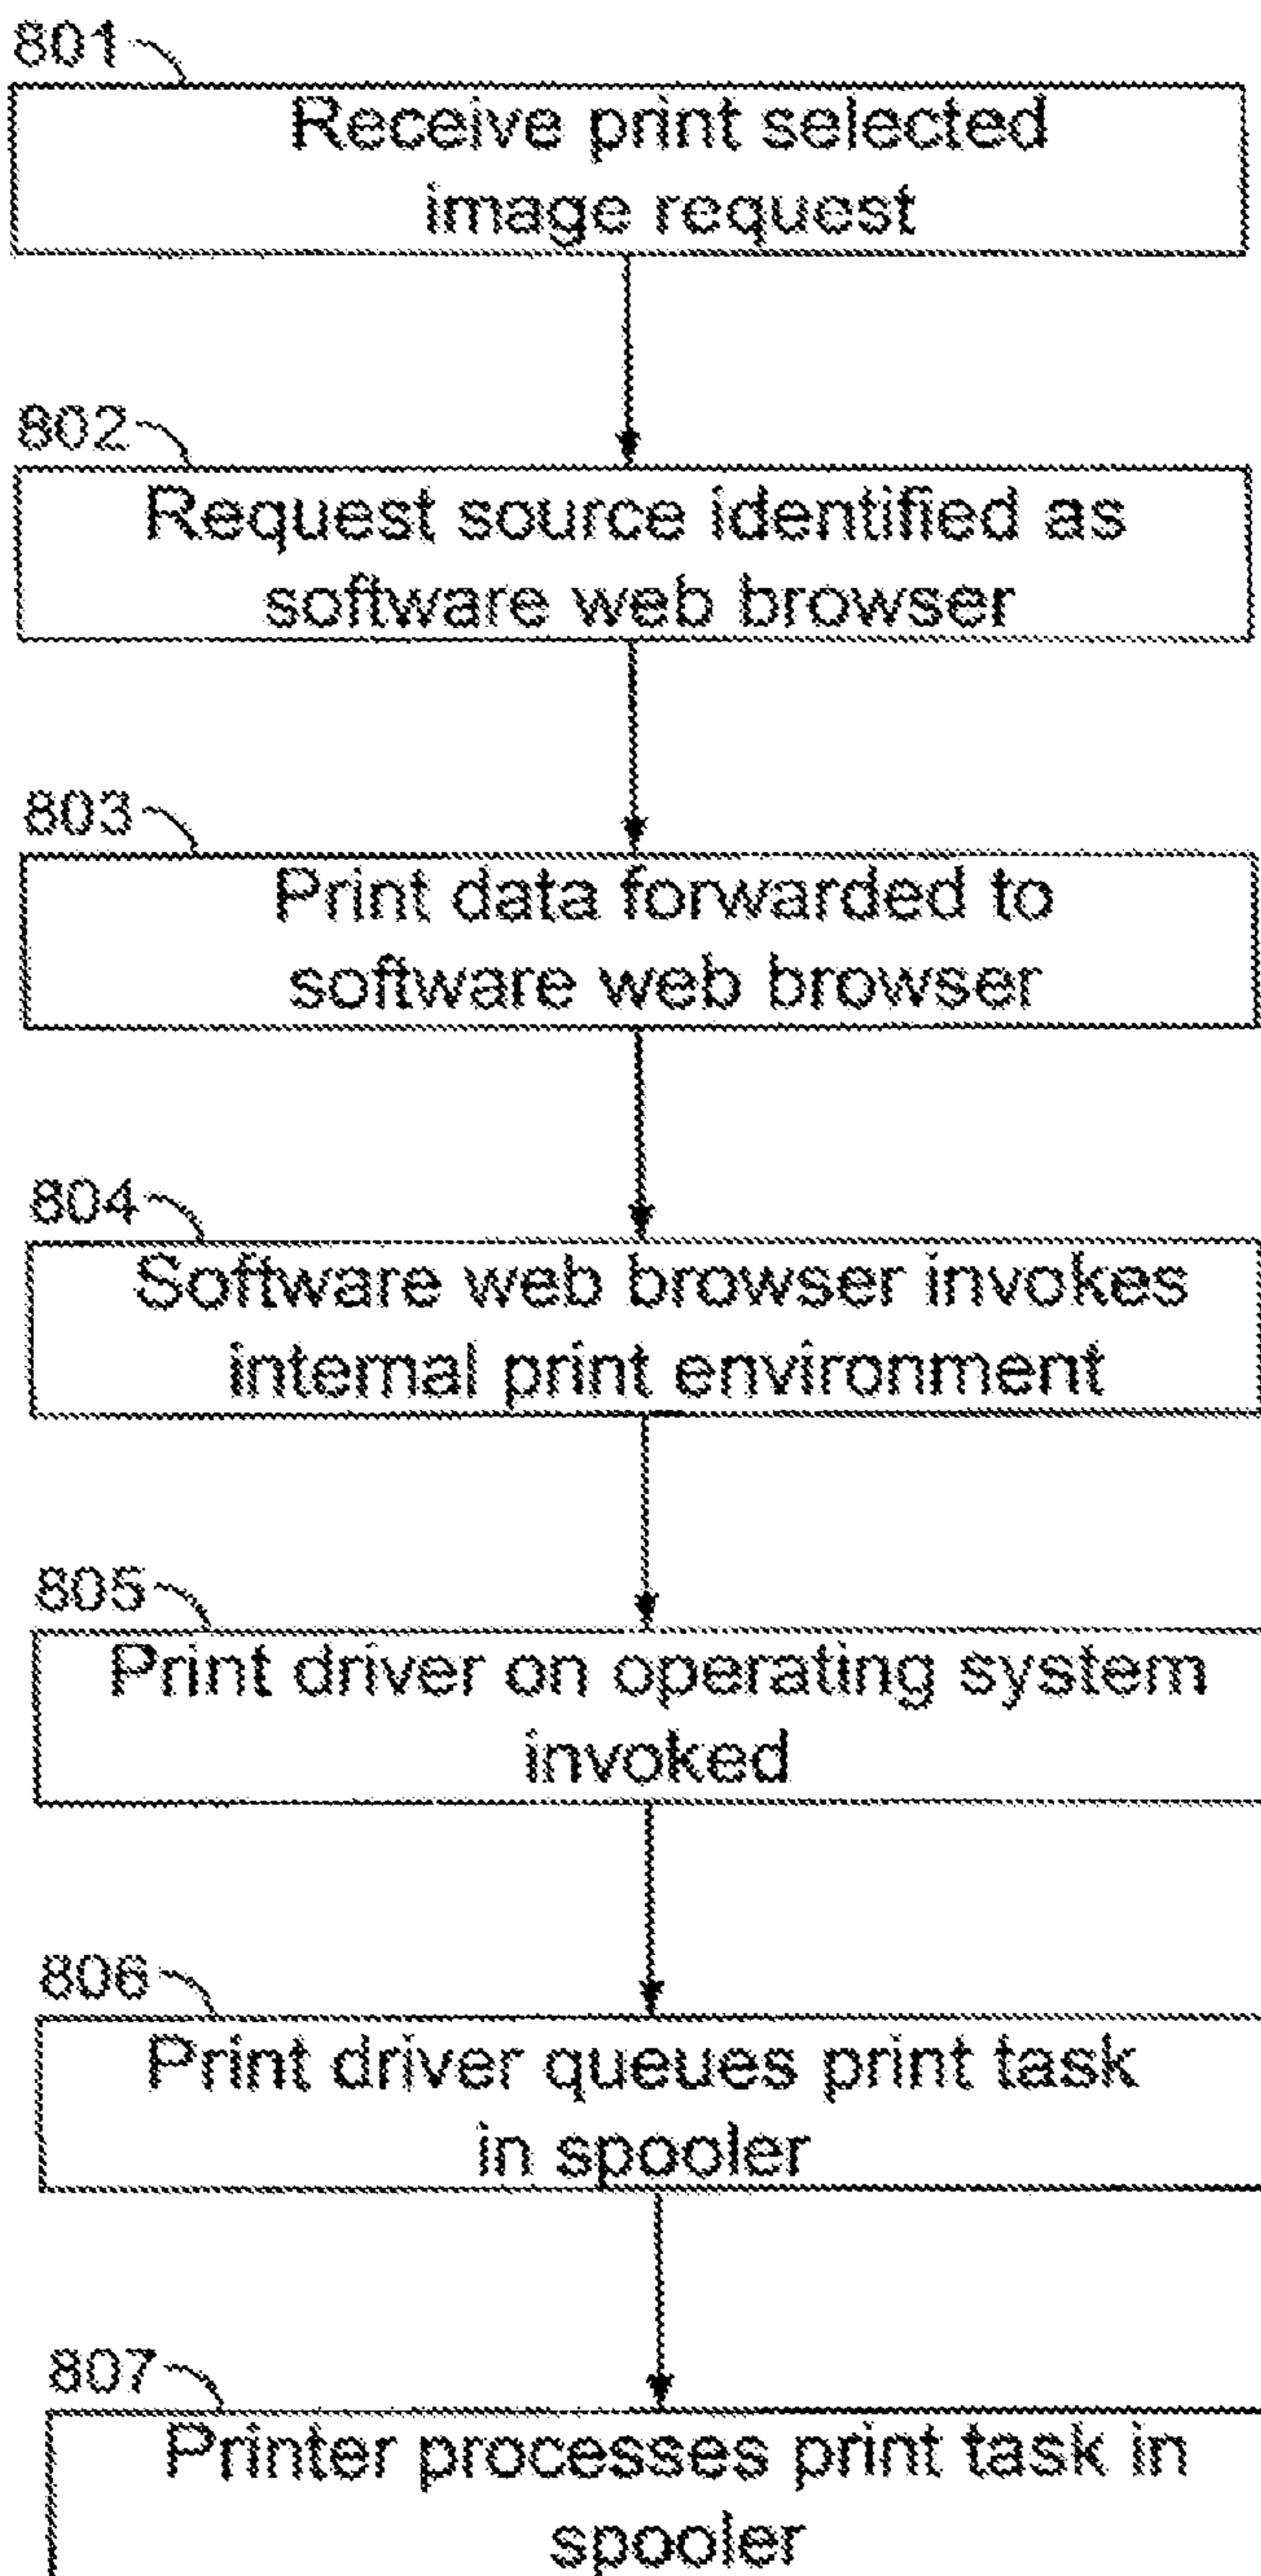 801
Receive print selected
image request
802
Request source identified as
software web browser
803
Print data forwarded to
software web browser
804
Software web browser invokes
internal print environment
805
Print driver on operating system
invoked
806
Print driver queues print task
in spooler
807
Printer processes print task in
spooler